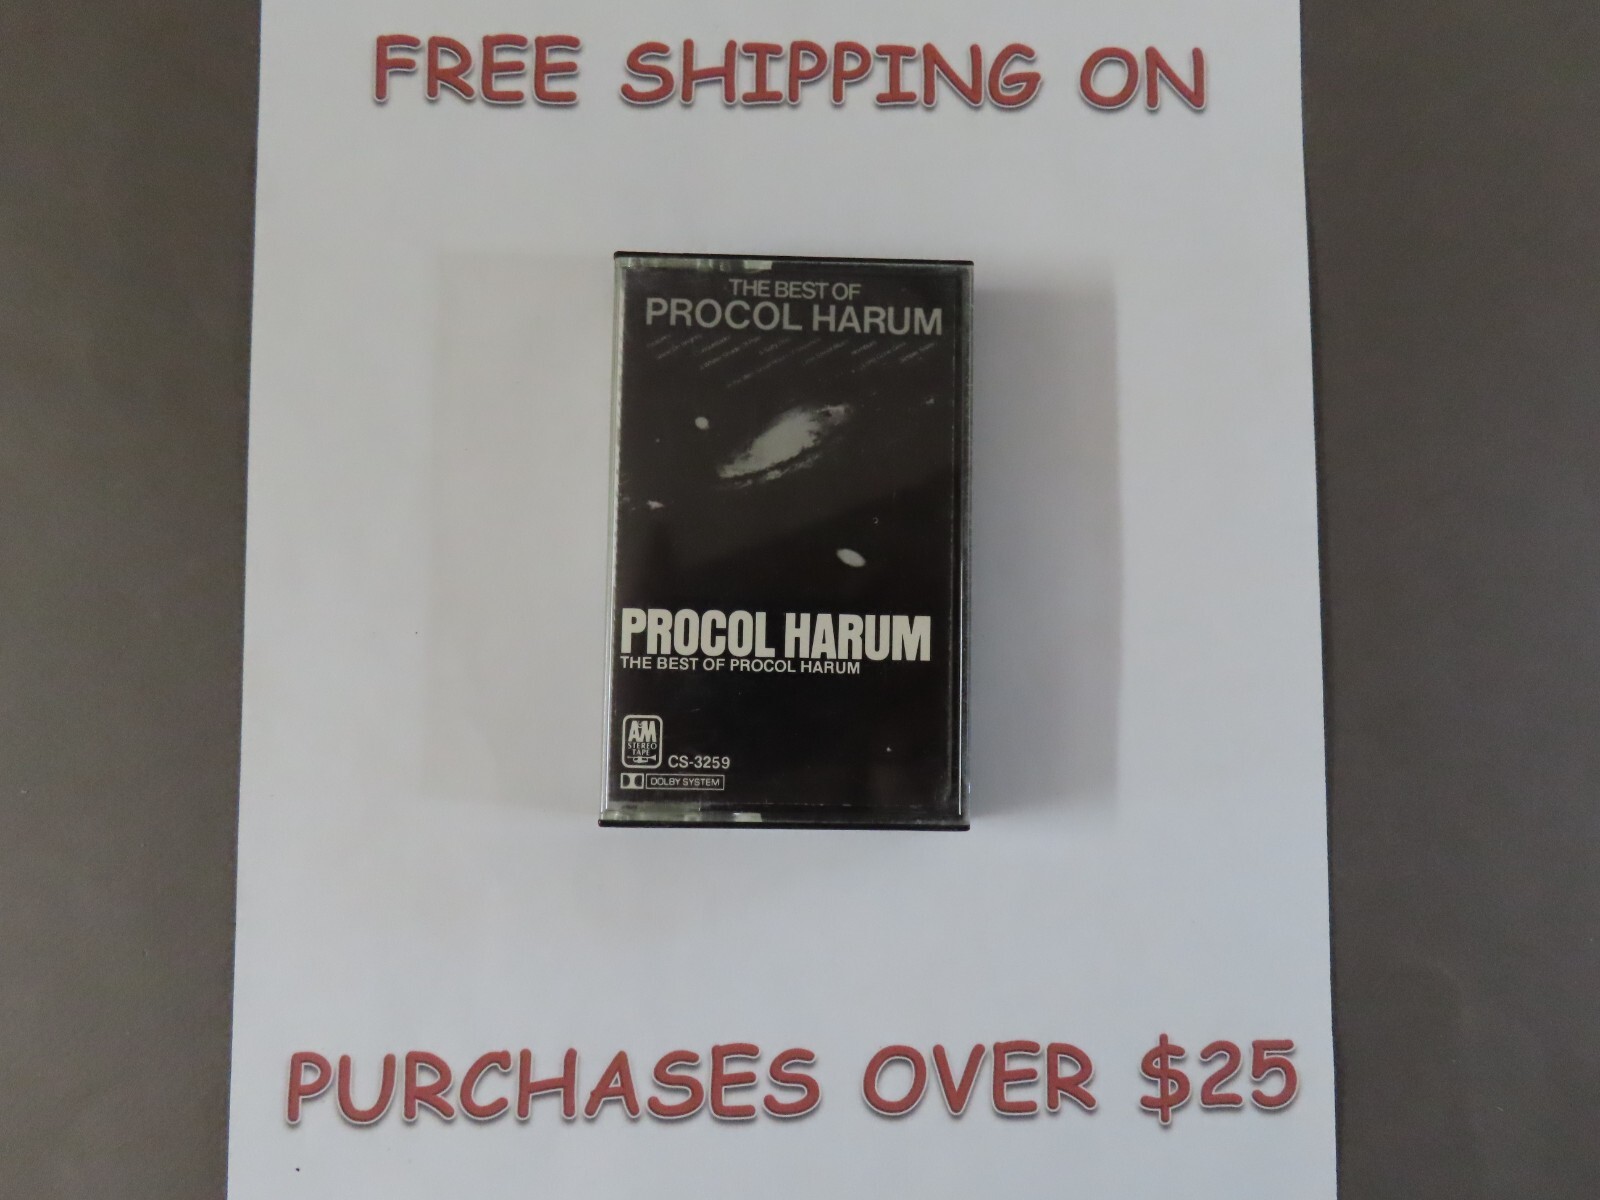 FREE SHIPPING ON
THE BEST OF
PROCOL HARUM
PROCOL HARUM
THE BEST OF PROCOL HARUM
A&M
STEREO
TAPE
CS-3259
DOLBY SYSTEM
PURCHASES OVER $25